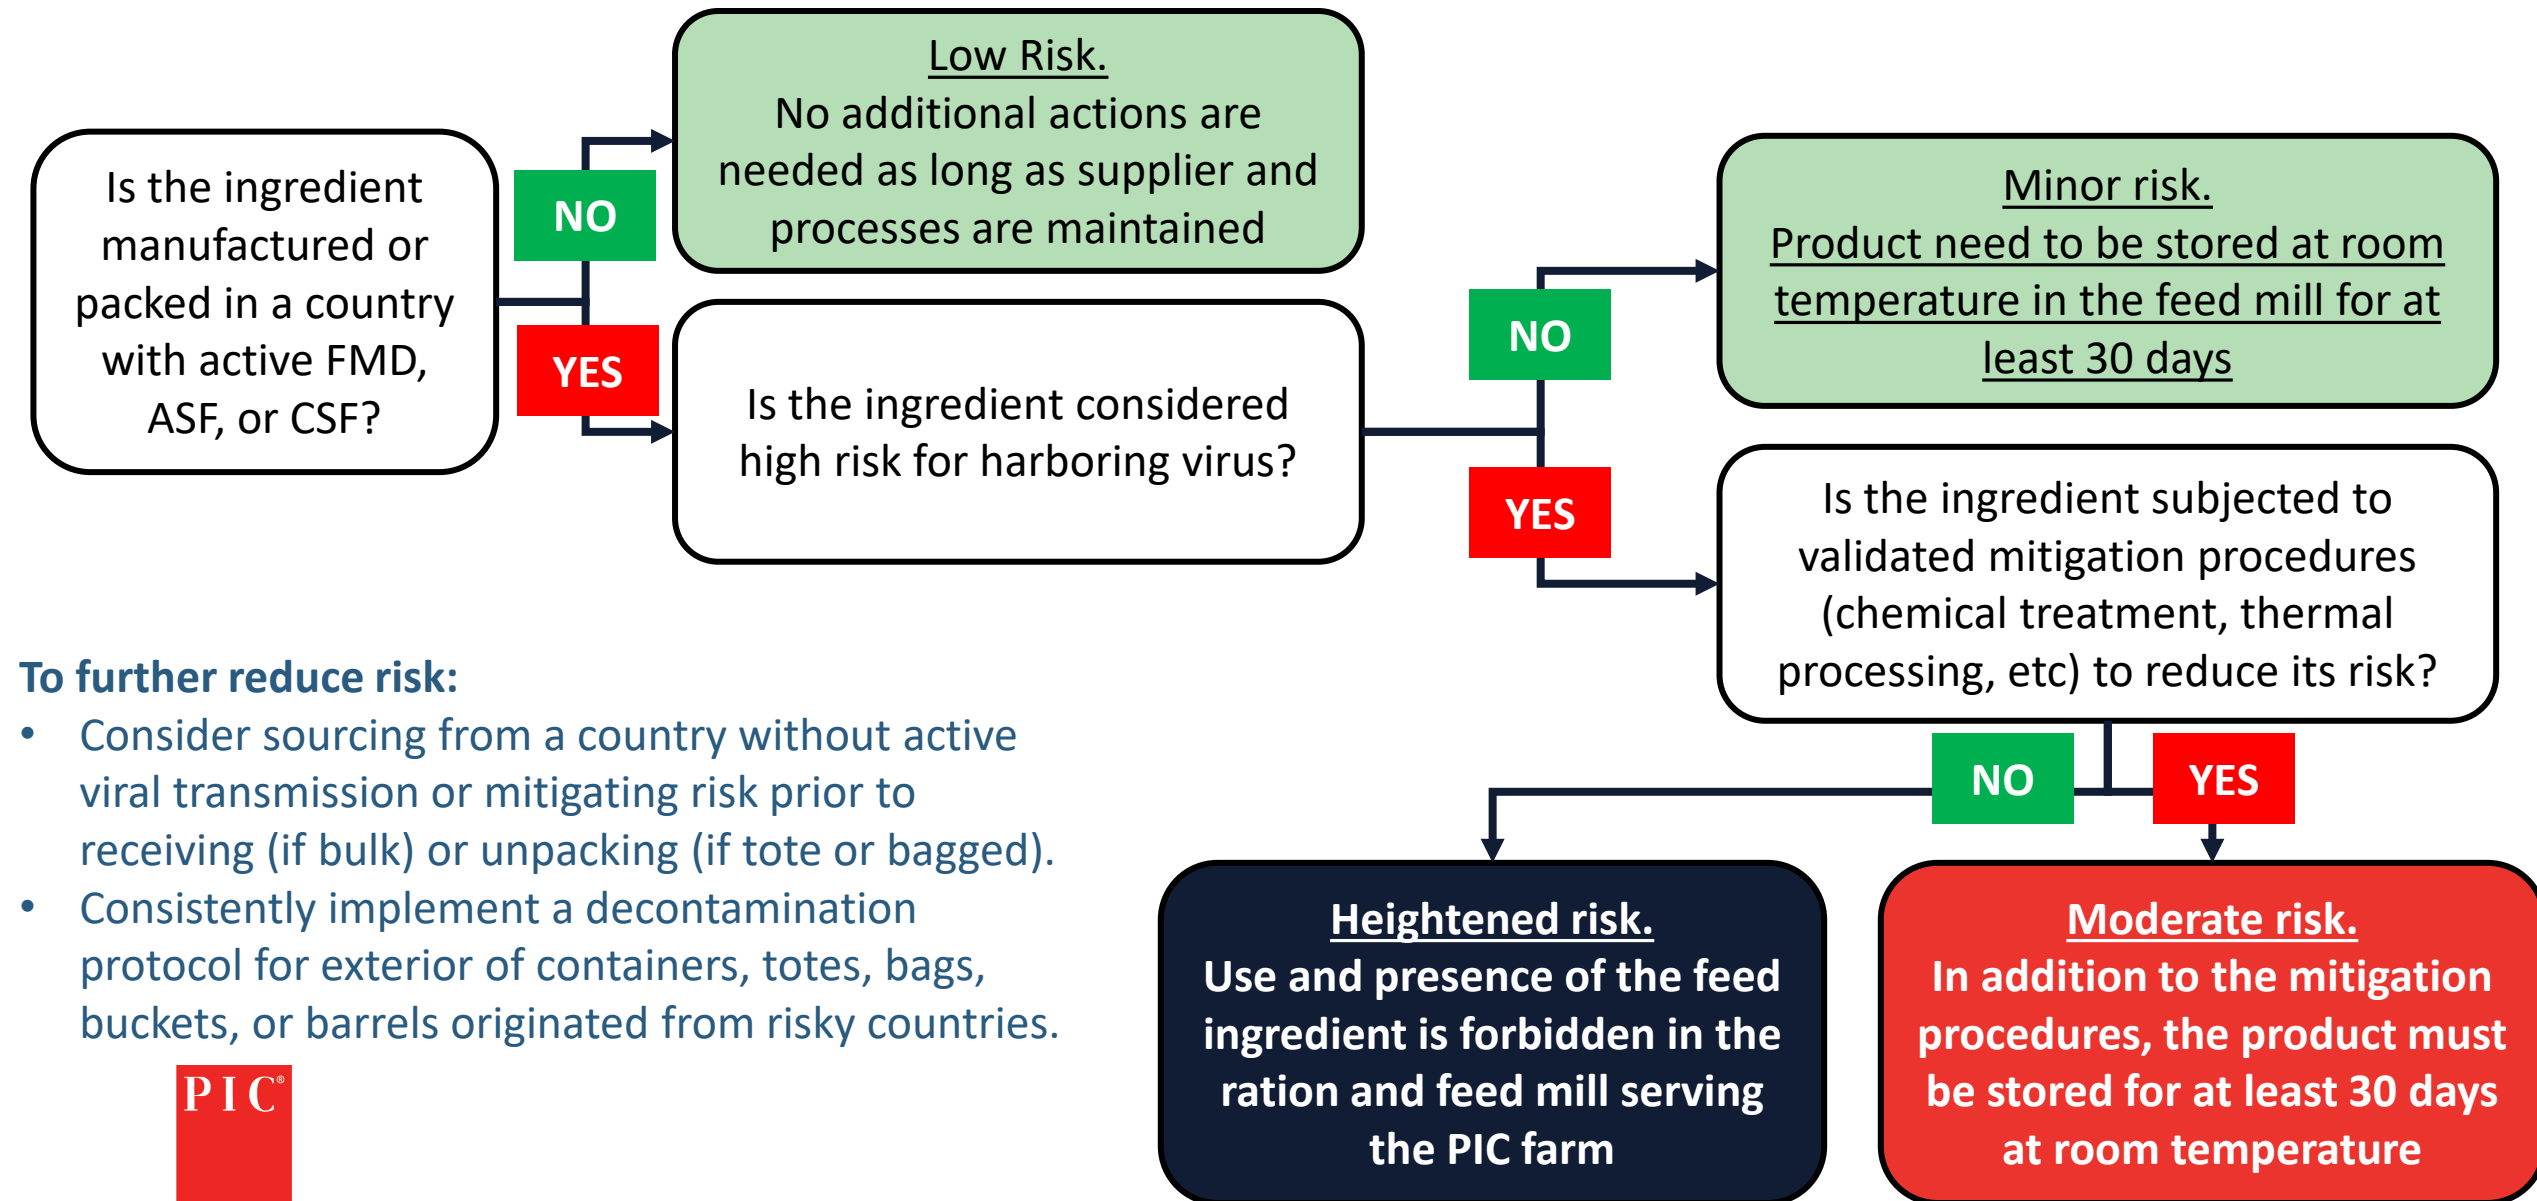 Is the ingredient
manufactured or
packed in a country
with active FMD,
ASF, or CSF?
NO
YES
Low Risk.
No additional actions are
needed as long as supplier and
processes are maintained
Is the ingredient considered
high risk for harboring virus?
NO
YES
Minor risk.
Product need to be stored at room
temperature in the feed mill for at
least 30 days
Is the ingredient subjected to
validated mitigation procedures
(chemical treatment, thermal
processing, etc) to reduce its risk?
NO
YES
Heightened risk.
Use and presence of the feed
ingredient is forbidden in the
ration and feed mill serving
the PIC farm
Moderate risk.
In addition to the mitigation
procedures, the product must
be stored for at least 30 days
at room temperature
To further reduce risk:
• Consider sourcing from a country without active
viral transmission or mitigating risk prior to
receiving (if bulk) or unpacking (if tote or bagged).
• Consistently implement a decontamination
protocol for exterior of containers, totes, bags,
buckets, or barrels originated from risky countries.
PIC®